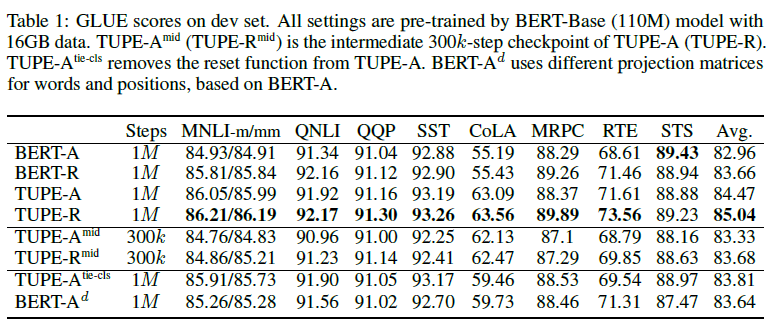 Table 1: GLUE scores on dev set. All settings are pre-trained by BERT-Base (110M) model with
16GB data. TUPE-A^mid (TUPE-R^mid) is the intermediate 300k-step checkpoint of TUPE-A (TUPE-R).
TUPE-A^tie-cls removes the reset function from TUPE-A. BERT-A^d uses different projection matrices
for words and positions, based on BERT-A.
Steps MNLI-m/mm QNLI QQP SST CoLA MRPC RTE STS Avg.
BERT-A 1M 84.93/84.91 91.34 91.04 92.88 55.19 88.29 68.61 89.43 82.96
BERT-R 1M 85.81/85.84 92.16 91.12 92.90 55.43 89.26 71.46 88.94 83.66
TUPE-A 1M 86.05/85.99 91.92 91.16 93.19 63.09 88.37 71.61 88.88 84.47
TUPE-R 1M 86.21/86.19 92.17 91.30 93.26 63.56 89.89 73.56 89.23 85.04
TUPE-A^mid 300k 84.76/84.83 90.96 91.00 92.25 62.13 87.1 68.79 88.16 83.33
TUPE-R^mid 300k 84.86/85.21 91.23 91.14 92.41 62.47 87.29 69.85 88.63 83.68
TUPE-A^tie-cls 1M 85.91/85.73 91.90 91.05 93.17 59.46 88.53 69.54 88.97 83.81
BERT-A^d 1M 85.26/85.28 91.56 91.02 92.70 59.73 88.46 71.31 87.47 83.64